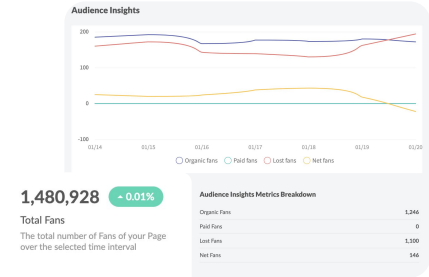 Audience Insights
200
100
0
-100
01/14 01/15 01/16 01/17 01/18 01/19 01/20
Organic fans Paid fans Lost fans Net fans
1,480,928 0.01%
Total Fans
The total number of Fans of your Page
over the selected time interval
Audience Insights Metrics Breakdown
Organic Fans 1,246
Paid Fans 0
Lost Fans 1,100
Net Fans 146